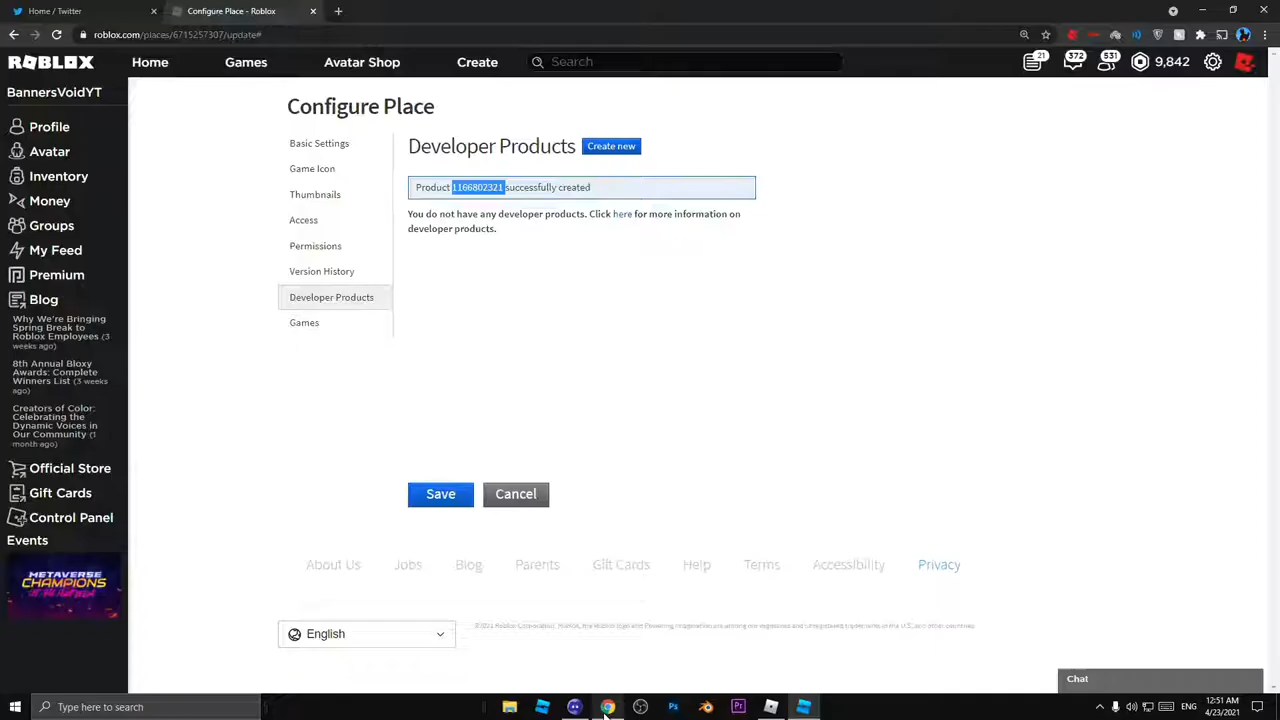 Home / Twitter
Configure Place - Roblox
roblox.com/places/6715257307/update#
ROBLOX
Home
Games
Avatar Shop
Create
Search
21
372
531
9,842
BannersVoidYT
Profile
Avatar
Inventory
Money
Groups
My Feed
Premium
Blog
Why We're Bringing
Spring Break to
Roblox Employees (3
weeks ago)
8th Annual Bloxy
Awards: Complete
Winners List (3 weeks
ago)
Creators of Color:
Celebrating the
Dynamic Voices in
Our Community (1
month ago)
Official Store
Gift Cards
Control Panel
Events
METAVERSE
CHAMPIONS
Configure Place
Basic Settings
Game Icon
Thumbnails
Access
Permissions
Version History
Developer Products
Games
Developer Products
Create new
Product 1166802321 successfully created
You do not have any developer products. Click here for more information on
developer products.
Save
Cancel
About Us
Jobs
Blog
Parents
Gift Cards
Help
Terms
Accessibility
Privacy
English
Chat
Type here to search
ENG
12:51 AM
4/23/2021